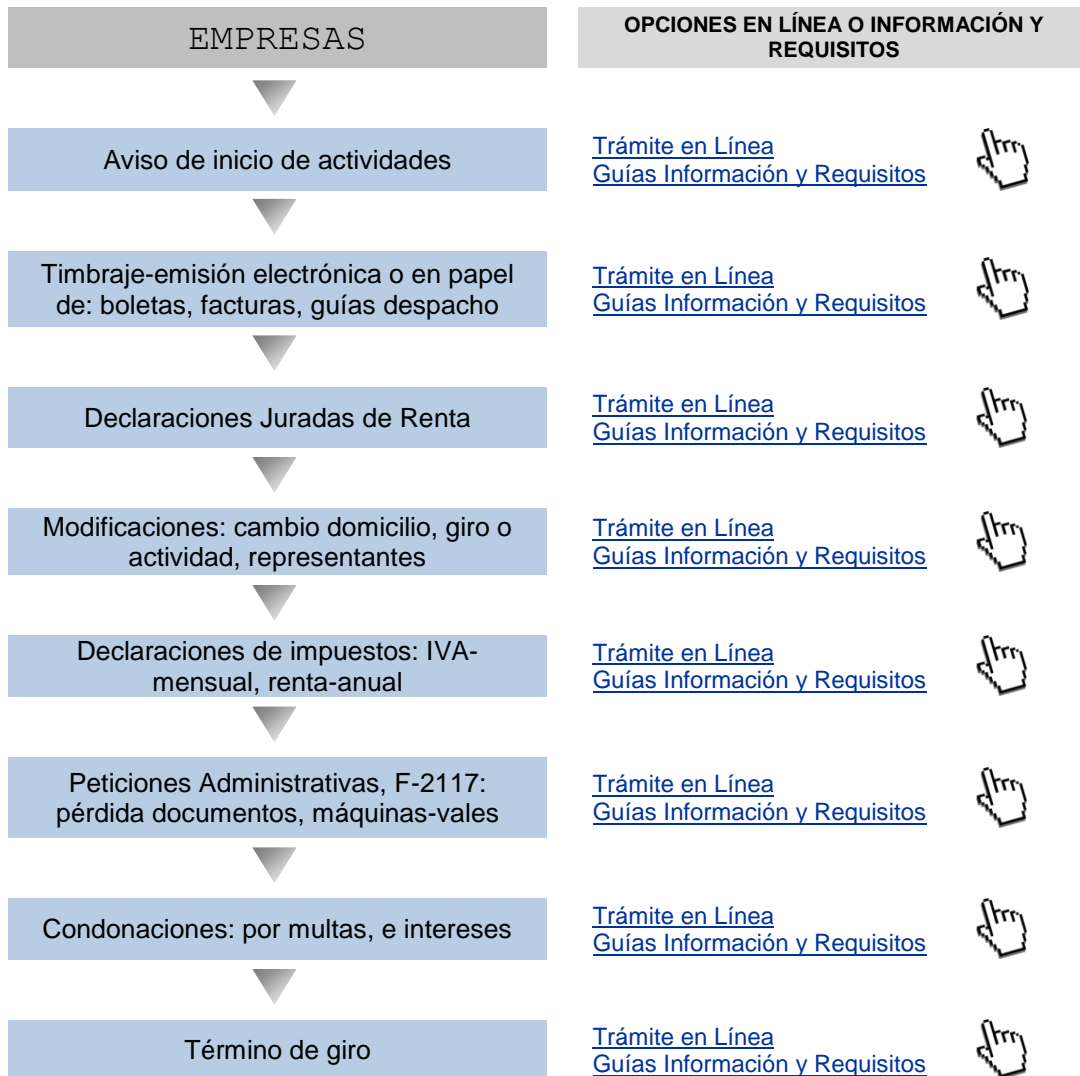 EMPRESAS
OPCIONES EN LÍNEA O INFORMACIÓN Y
REQUISITOS
Aviso de inicio de actividades
Trámite en Línea
Guías Información y Requisitos
Timbraje-emisión electrónica o en papel
de: boletas, facturas, guías despacho
Trámite en Línea
Guías Información y Requisitos
Declaraciones Juradas de Renta
Trámite en Línea
Guías Información y Requisitos
Modificaciones: cambio domicilio, giro o
actividad, representantes
Trámite en Línea
Guías Información y Requisitos
Declaraciones de impuestos: IVA-
mensual, renta-anual
Trámite en Línea
Guías Información y Requisitos
Peticiones Administrativas, F-2117:
pérdida documentos, máquinas-vales
Trámite en Línea
Guías Información y Requisitos
Condonaciones: por multas, e intereses
Trámite en Línea
Guías Información y Requisitos
Término de giro
Trámite en Línea
Guías Información y Requisitos